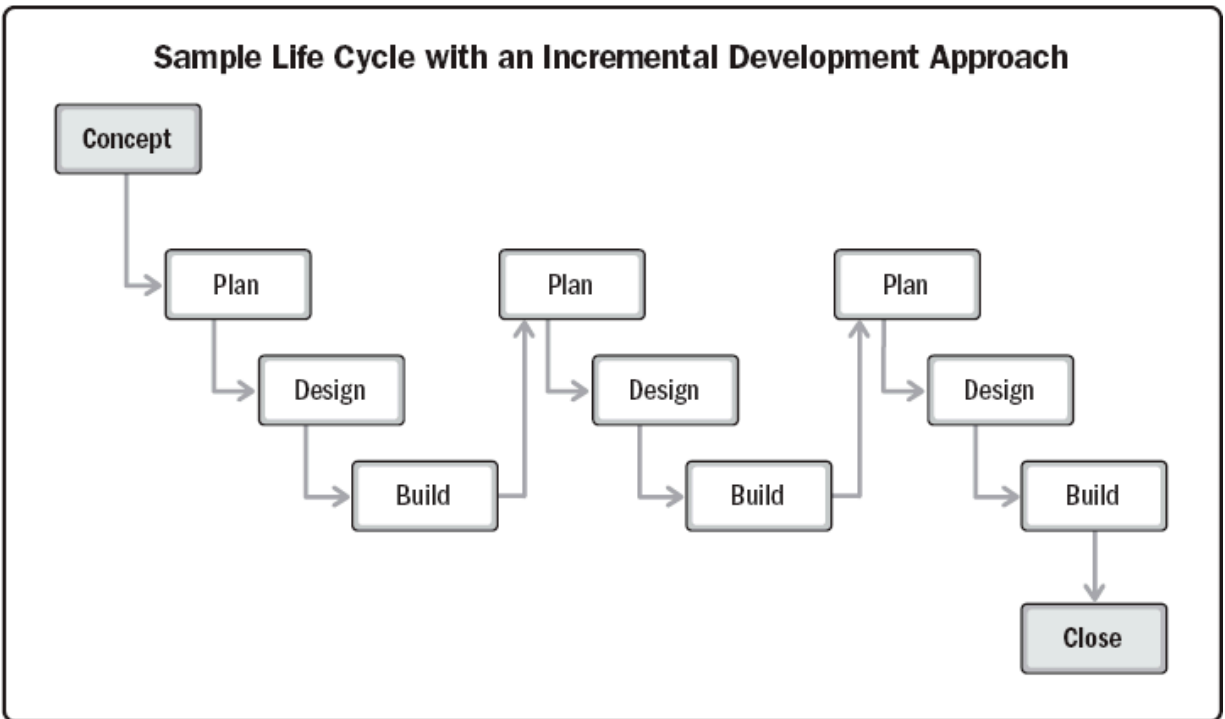 Sample Life Cycle with an Incremental Development Approach
Concept
Plan
Plan
Plan
Design
Design
Design
Build
Build
Build
Close